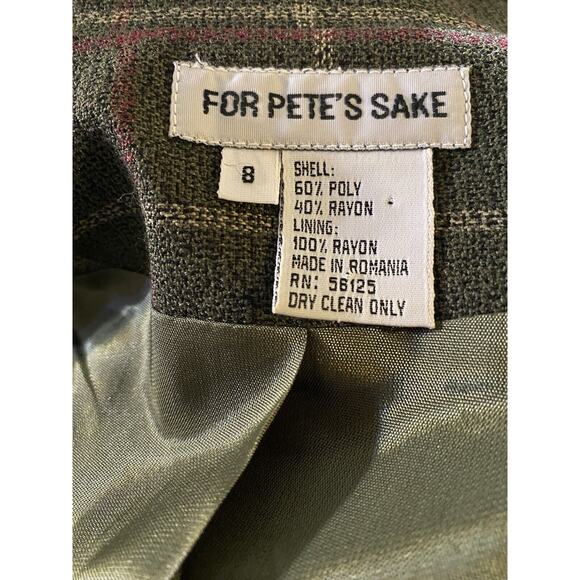 FOR PETE'S SAKE
8
SHELL:
60% POLY
40% RAYON
LINING:
100% RAYON
MADE IN ROMANIA
RN: 56125
DRY CLEAN ONLY